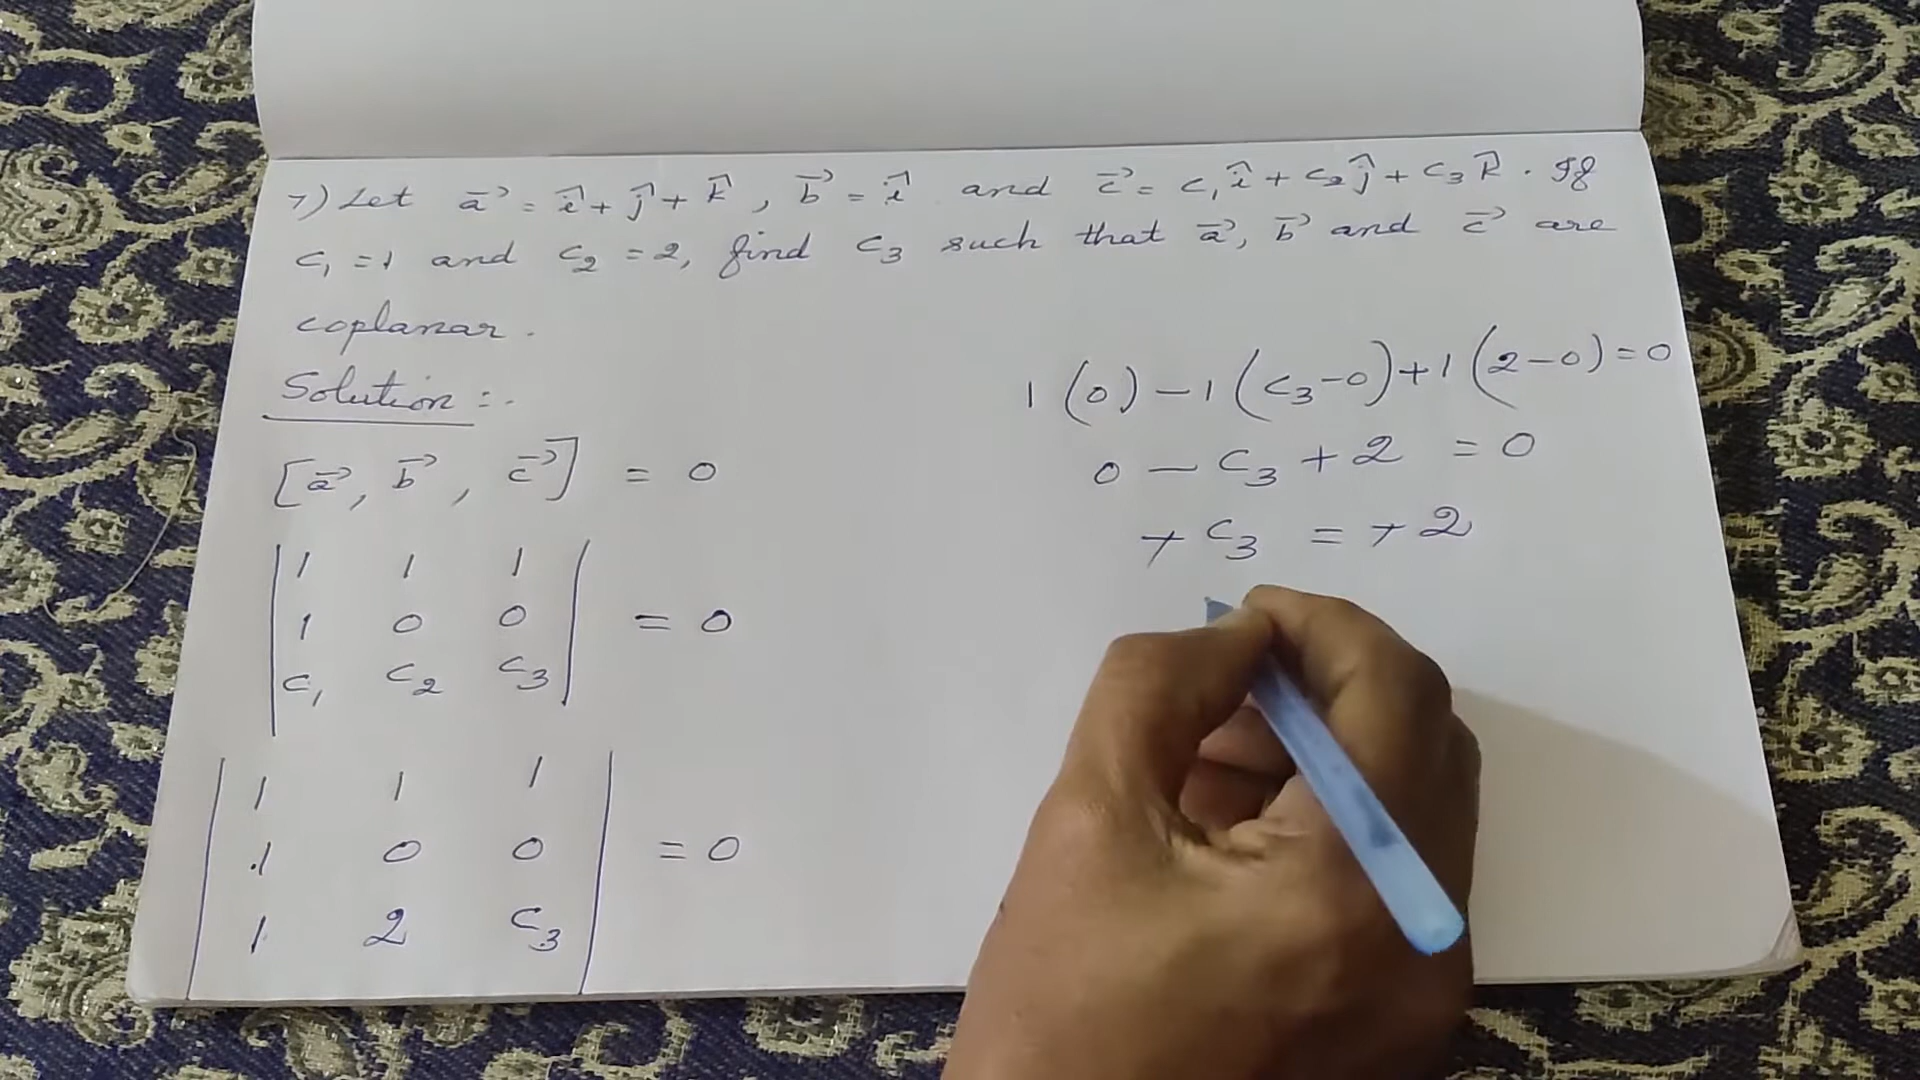 7) Let a⃗ = i⃗ + j⃗ + k⃗, b⃗ = i⃗ and c⃗ = c₁î + c₂ĵ + c₃k̂. If
c₁ = 1 and c₂ = 2, find c₃ such that a⃗, b⃗ and c⃗ are
coplanar.
Solution :.
[a⃗, b⃗, c⃗] = 0
| 1 1 1 |
| 1 0 0 | = 0
| c₁ c₂ c₃ |
| 1 1 1 |
| 1 0 0 | = 0
| 1 2 c₃ |
1 (0) - 1 (c₃ - 0) + 1 (2 - 0) = 0
0 - c₃ + 2 = 0
+ c₃ = + 2